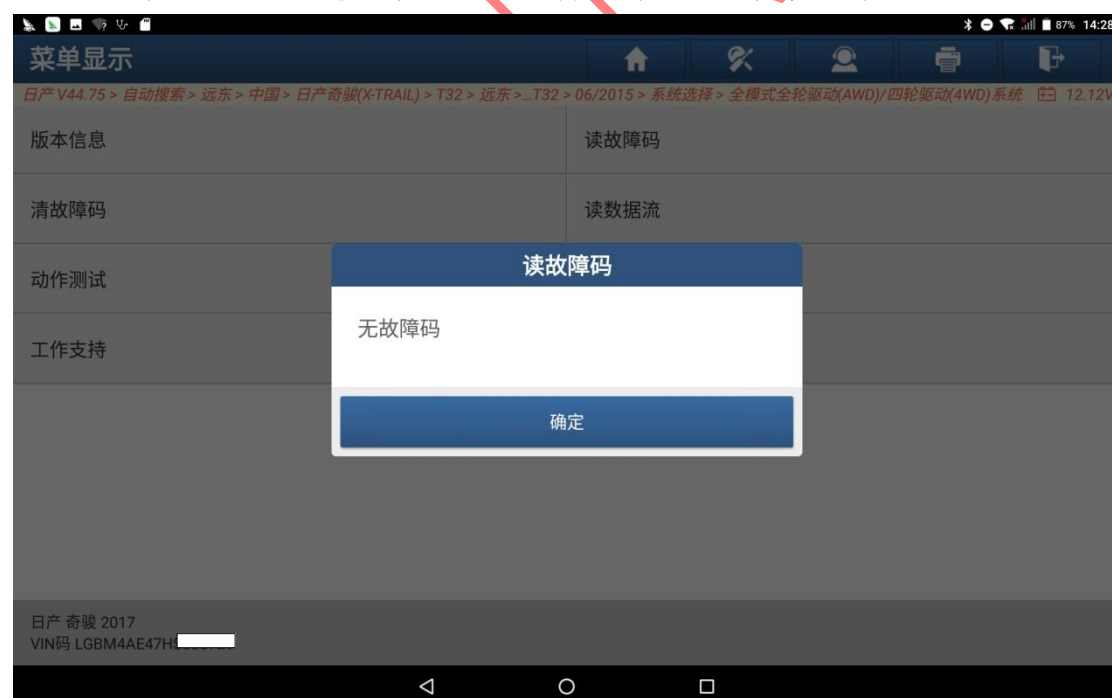 87% 14:28
菜单显示
日产 V44.75 > 自动搜索 > 远东 > 中国 > 日产奇骏(X-TRAIL) > T32 > 远东 >...T32 > 06/2015 > 系统选择 > 全模式全轮驱动(AWD)/四轮驱动(4WD)系统 12.12V
版本信息 读故障码
清故障码 读数据流
动作测试
读故障码
无故障码
工作支持
确定
日产 奇骏 2017
VIN码 LGBM4AE47H